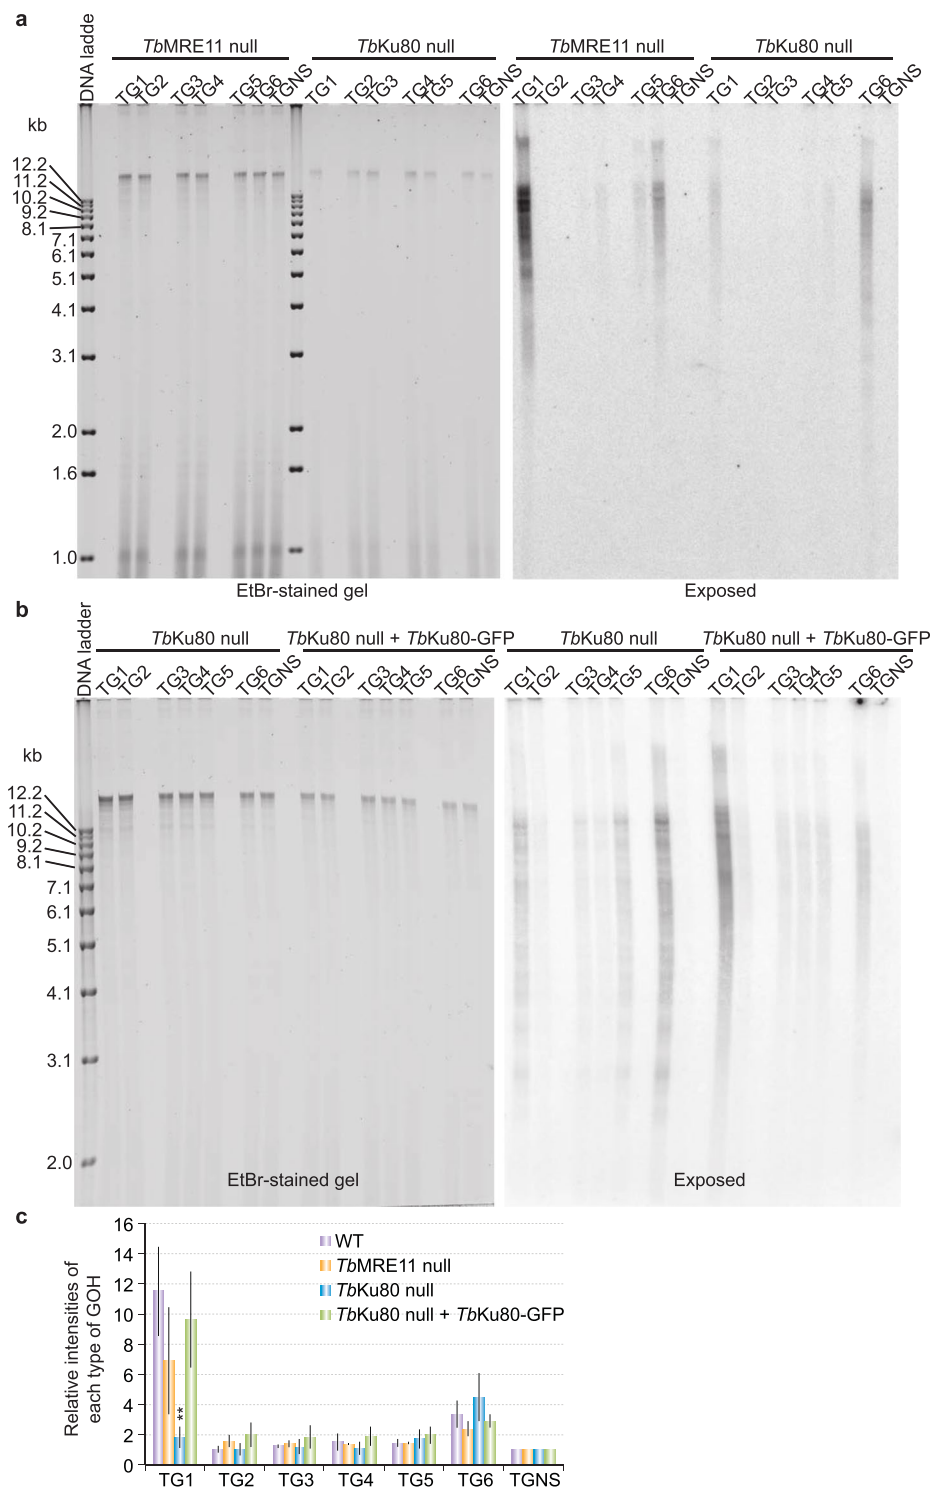 a
DNA ladde
TbMRE11 null
TbKu80 null
TbMRE11 null
TbKu80 null
TG1 TG2 TG3 TG4 TG5 TG6 TGNS TG1 TG2 TG3 TG4 TG5 TG6 TGNS
TG1 TG2 TG3 TG4 TG5 TG6 TGNS TG1 TG2 TG3 TG4 TG5 TG6 TGNS
kb
12.2
11.2
10.2
9.2
8.1
7.1
6.1
5.1
4.1
3.1
2.0
1.6
1.0
EtBr-stained gel
Exposed
b
DNA ladder
TbKu80 null
TbKu80 null + TbKu80-GFP
TbKu80 null
TbKu80 null + TbKu80-GFP
TG1 TG2 TG3 TG4 TG5 TG6 TGNS TG1 TG2 TG3 TG4 TG5 TG6 TGNS
TG1 TG2 TG3 TG4 TG5 TG6 TGNS TG1 TG2 TG3 TG4 TG5 TG6 TGNS
kb
12.2
11.2
10.2
9.2
8.1
7.1
6.1
5.1
4.1
3.1
2.0
EtBr-stained gel
Exposed
c
Relative intensities of
each type of GOH
16
14
12
10
8
6
4
2
0
WT
TbMRE11 null
TbKu80 null
TbKu80 null + TbKu80-GFP
**
TG1 TG2 TG3 TG4 TG5 TG6 TGNS